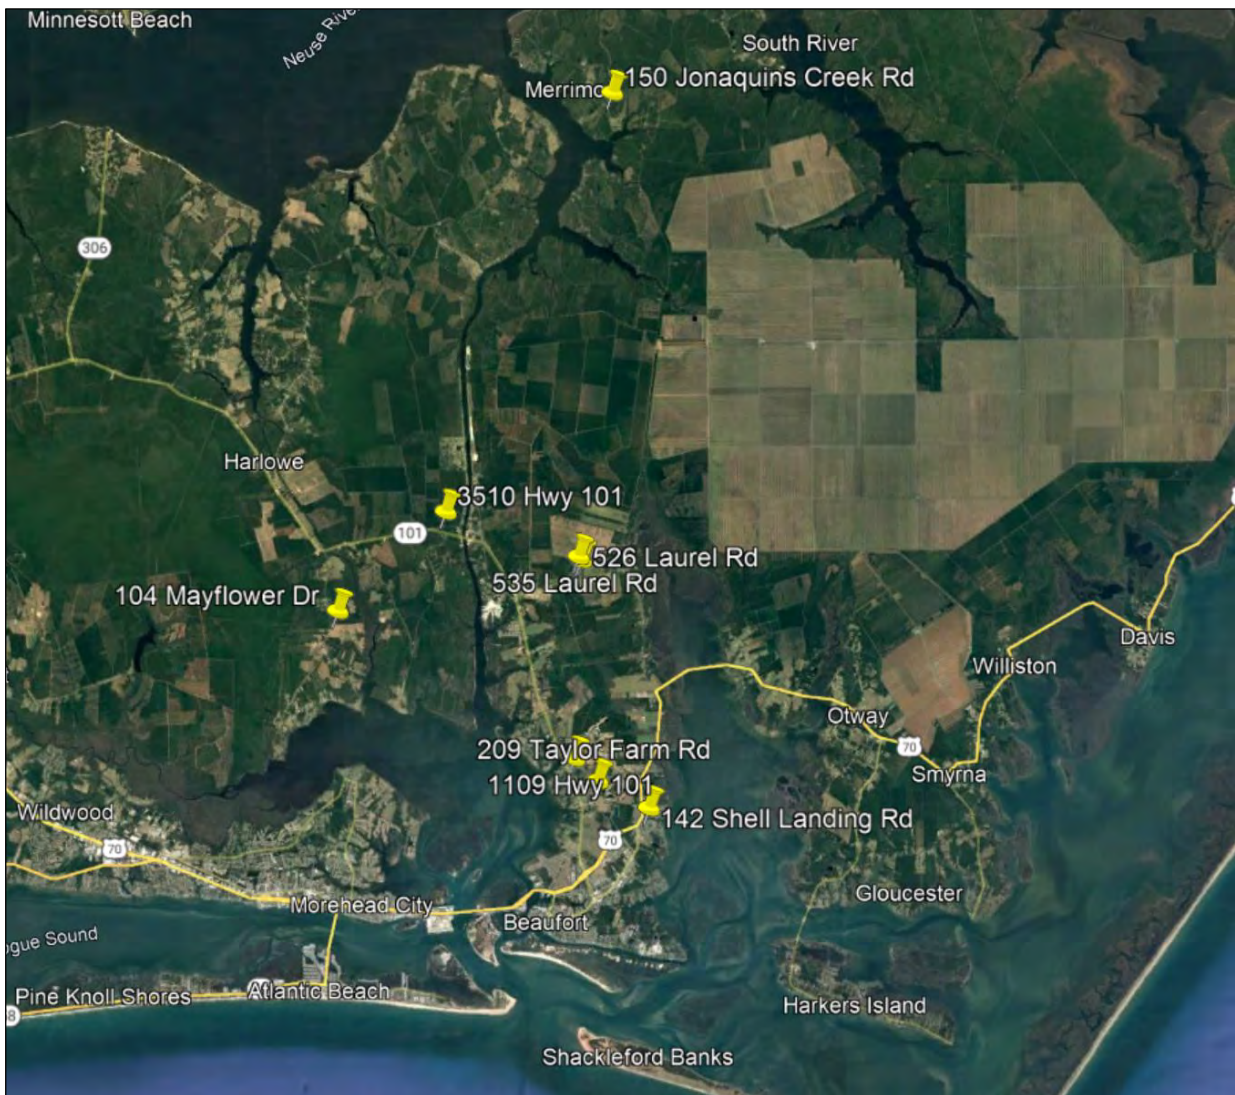 Minnesott Beach
Neuse River
South River
Merrimo
150 Jonaquins Creek Rd
306
Harlowe
3510 Hwy 101
101
526 Laurel Rd
535 Laurel Rd
104 Mayflower Dr
Davis
Williston
Otway
70
Smyrna
209 Taylor Farm Rd
1109 Hwy 101
142 Shell Landing Rd
Wildwood
70
70
Gloucester
Morehead City
Beaufort
ogue Sound
Atlantic Beach
Pine Knoll Shores
8
Harkers Island
Shackleford Banks